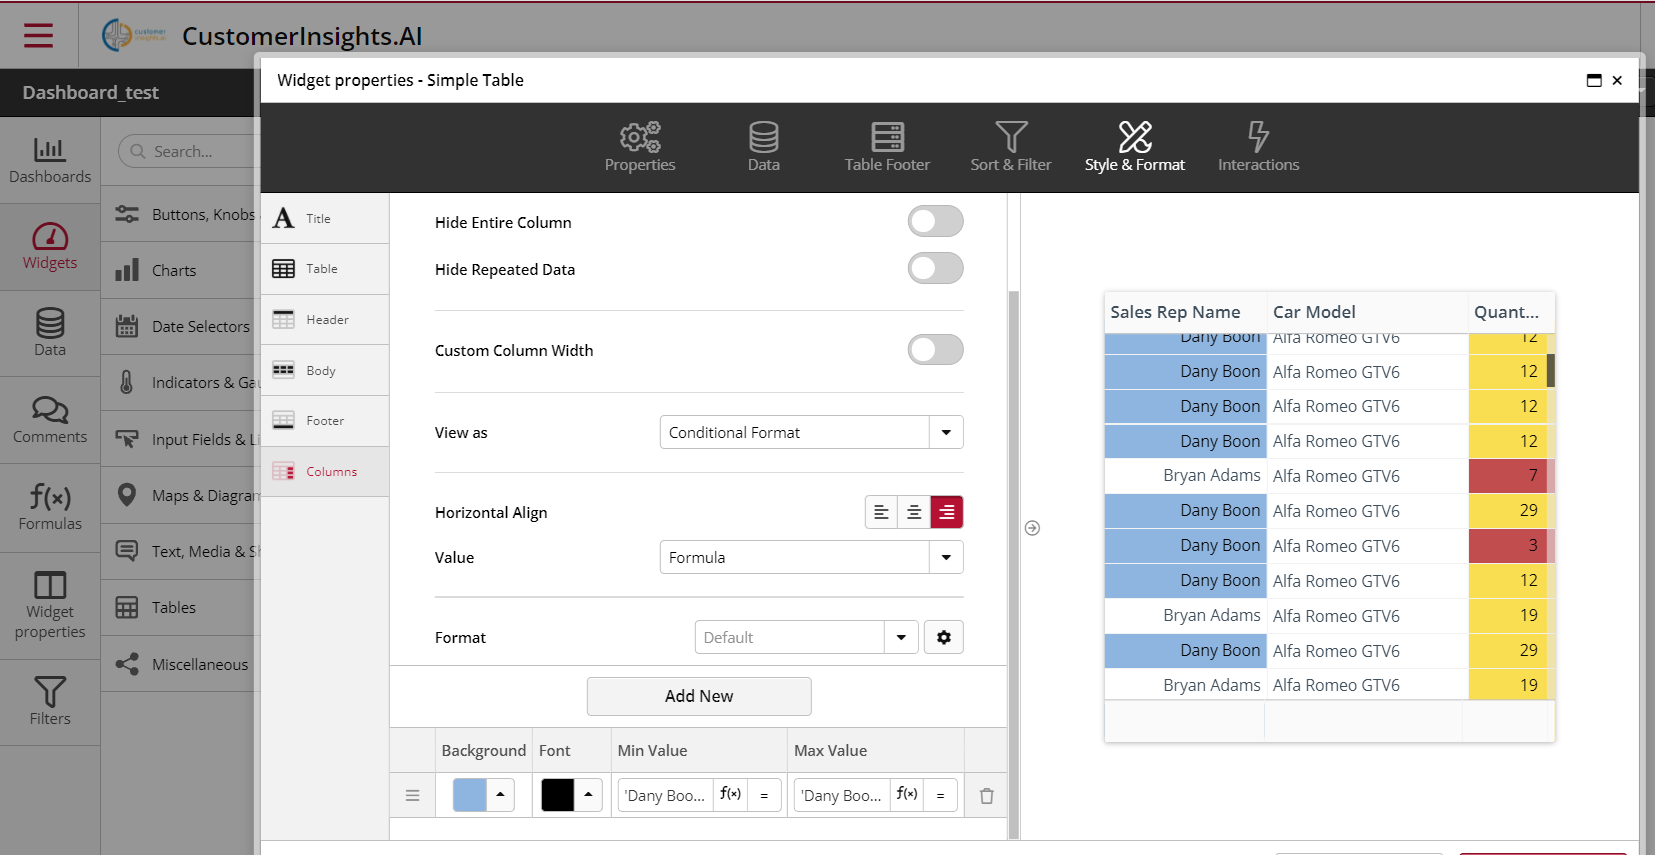 customer
insights.ai
CustomerInsights.AI
Widget properties - Simple Table
Dashboard_test
Properties
Data
Table Footer
Sort & Filter
Style & Format
Interactions
Dashboards
Widgets
Data
Comments
f(x)
Formulas
Widget
properties
Filters
Search...
Buttons, Knobs
Charts
Date Selectors
Indicators & Gau
Input Fields & Li
Maps & Diagram
Text, Media & Sh
Tables
Miscellaneous
A Title
Table
Header
Body
Footer
Columns
Hide Entire Column
Hide Repeated Data
Custom Column Width
View as Conditional Format
Horizontal Align
Value Formula
Format Default
Add New
Background Font Min Value Max Value
'Dany Boo... f(x) = 'Dany Boo... f(x) =
Sales Rep Name Car Model Quant...
Dany Boon Alfa Romeo GTV6 12
Dany Boon Alfa Romeo GTV6 12
Dany Boon Alfa Romeo GTV6 12
Dany Boon Alfa Romeo GTV6 12
Bryan Adams Alfa Romeo GTV6 7
Dany Boon Alfa Romeo GTV6 29
Dany Boon Alfa Romeo GTV6 3
Dany Boon Alfa Romeo GTV6 12
Bryan Adams Alfa Romeo GTV6 19
Dany Boon Alfa Romeo GTV6 29
Bryan Adams Alfa Romeo GTV6 19